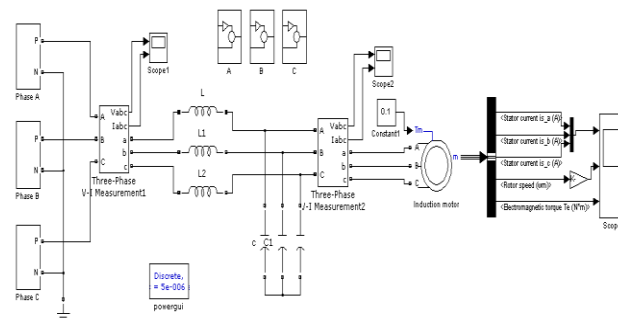 P
N
Phase A
P
N
Phase B
P
N
Phase C
Scope1
Vabc
Iabc
A
a
B
b
C
c
Three-Phase
V-I Measurement1
L
L1
L2
A
B
C
c
C1
Discrete,
= 5e-006
powergui
Scope2
Vabc
Iabc
A
a
B
b
C
c
Three-Phase
V-I Measurement2
0.1
Constant1
Tm
A
B
C
m
Induction motor
<Stator current is_a (A)>
<Stator current is_b (A)>
<Stator current is_c (A)>
<Rotor speed (wm)>
<Electromagnetic torque Te (N*m)>
Scope